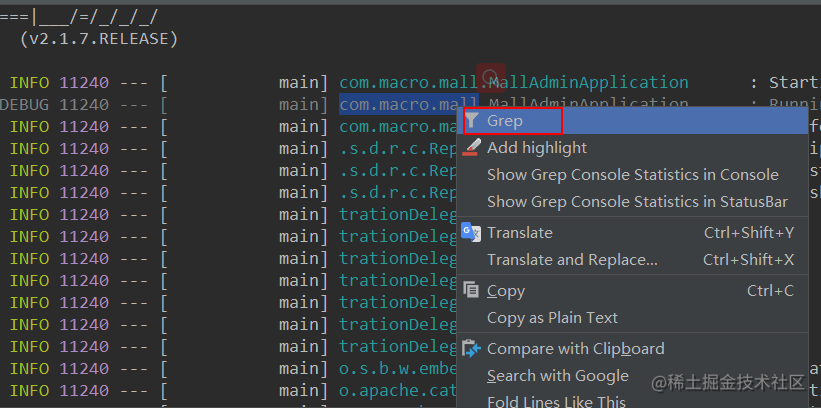 ===|___/=/_/_/_/
(v2.1.7.RELEASE)
INFO 11240 --- [ main] com.macro.mall.MallAdminApplication : Start
DEBUG 11240 --- [ main] com.macro.mall.MallAdminApplication : Runnin
INFO 11240 --- [ main] com.macro.ma
Grep
INFO 11240 --- [ main] .s.d.r.c.Rep
Add highlight
INFO 11240 --- [ main] .s.d.r.c.Rep
Show Grep Console Statistics in Console
INFO 11240 --- [ main] .s.d.r.c.Rep
Show Grep Console Statistics in StatusBar
INFO 11240 --- [ main] trationDeleg
INFO 11240 --- [ main] trationDeleg
Translate Ctrl+Shift+Y
INFO 11240 --- [ main] trationDeleg
Translate and Replace... Ctrl+Shift+X
INFO 11240 --- [ main] trationDeleg
INFO 11240 --- [ main] trationDeleg
Copy Ctrl+C
INFO 11240 --- [ main] trationDeleg
Copy as Plain Text
INFO 11240 --- [ main] trationDeleg
Compare with Clipboard
INFO 11240 --- [ main] o.s.b.w.embe
Search with Google
INFO 11240 --- [ main] o.apache.cat
Fold Lines Like This
@稀土掘金技术社区